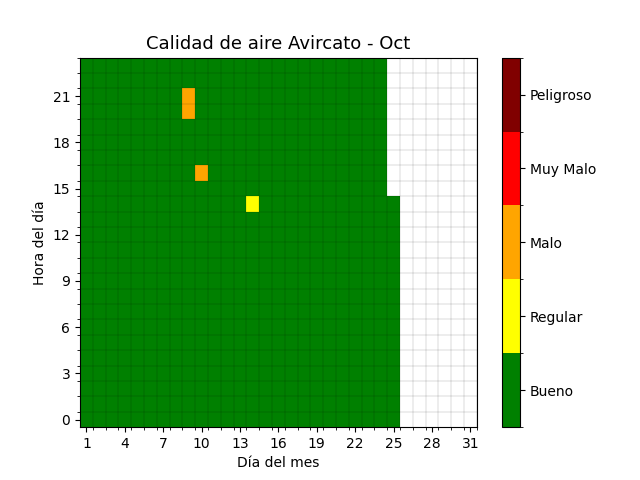 Calidad de aire Avircato - Oct
Hora del día
21
18
15
12
9
6
3
0
1 4 7 10 13 16 19 22 25 28 31
Día del mes
Peligroso
Muy Malo
Malo
Regular
Bueno